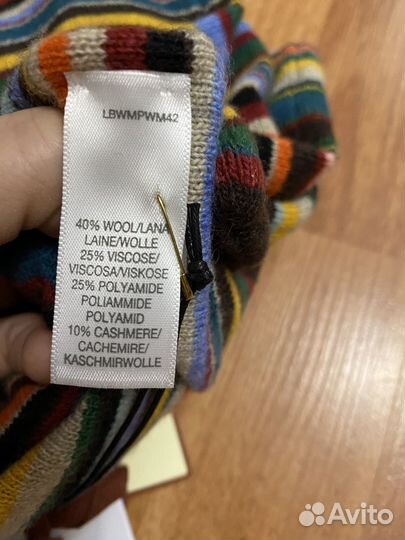 LBWMPWM42
40% WOOL/LANA
LAINE/WOLLE
25% VISCOSE/
VISCOSA/VISKOSE
25% POLYAMIDE
POLIAMMIDE
POLYAMID
10% CASHMERE/
CACHEMIRE/
KASCHMIRWOLLE
Avito